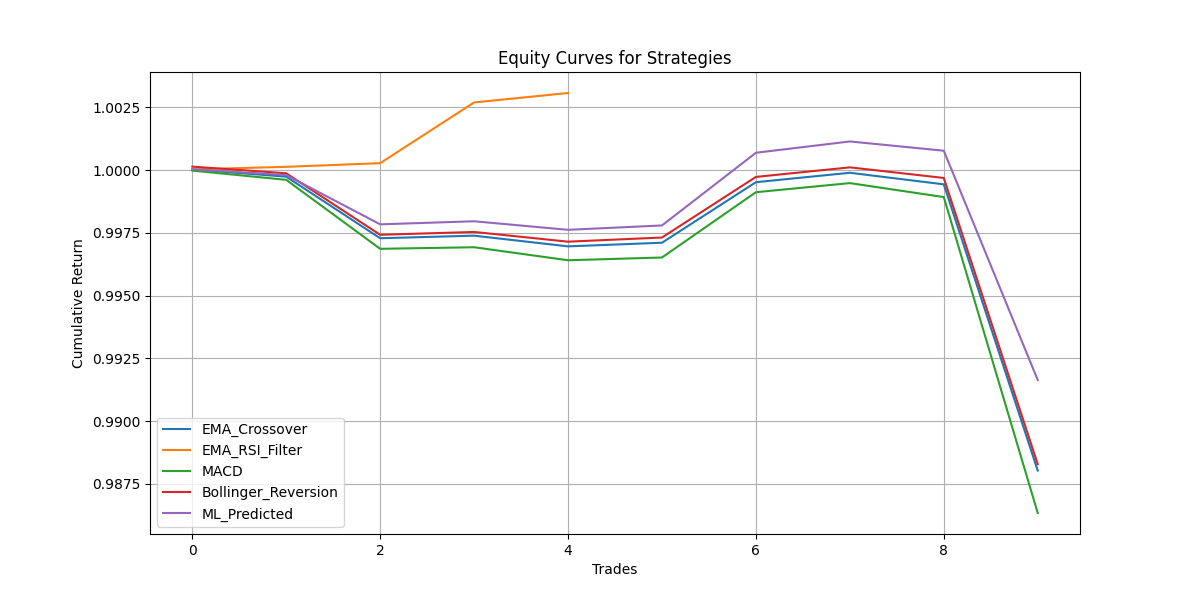 Equity Curves for Strategies
Cumulative Return
1.0025
1.0000
0.9975
0.9950
0.9925
0.9900
0.9875
EMA_Crossover
EMA_RSI_Filter
MACD
Bollinger_Reversion
ML_Predicted
0 2 4 6 8
Trades